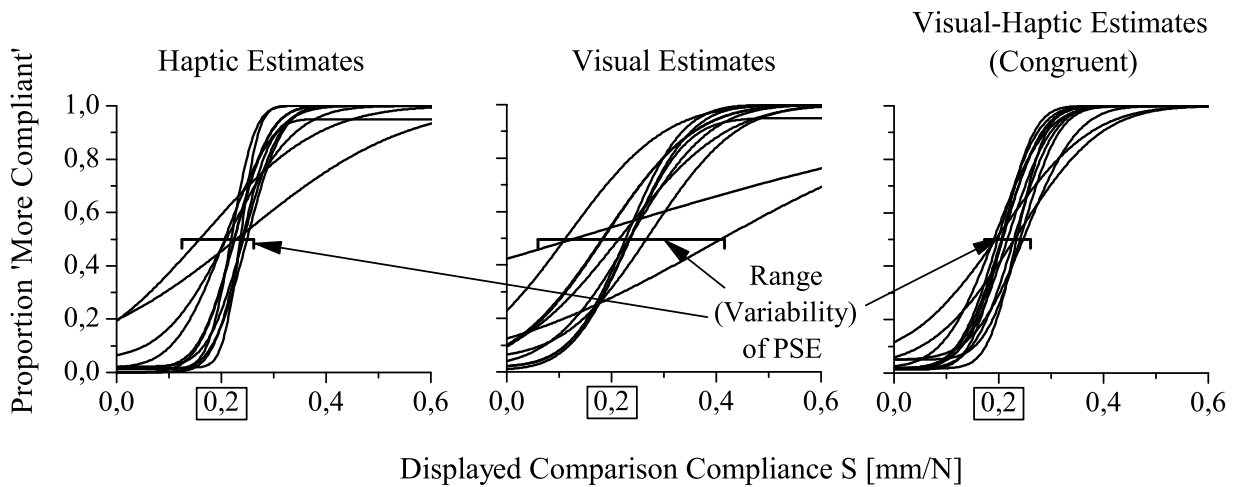 Haptic Estimates
Visual Estimates
Visual-Haptic Estimates
(Congruent)
Proportion 'More Compliant'
1,0
0,8
0,6
0,4
0,2
0,0
0,0
0,2
0,4
0,6
0,0
0,2
0,4
0,6
0,0
0,2
0,4
0,6
Range
(Variability)
of PSE
Displayed Comparison Compliance S [mm/N]